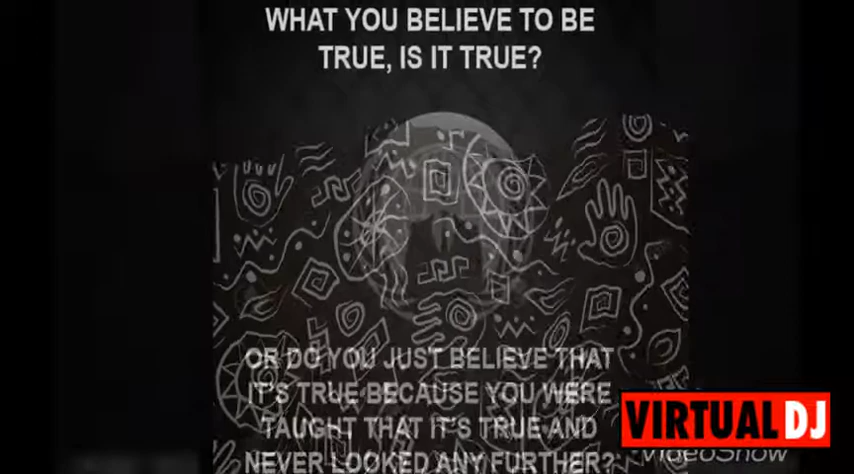 WHAT YOU BELIEVE TO BE
TRUE, IS IT TRUE?
OR DO YOU JUST BELIEVE THAT
IT'S TRUE BECAUSE YOU WERE
TAUGHT THAT IT'S TRUE AND
NEVER LOOKED ANY FURTHER?
VIRTUAL DJ
VideoShow